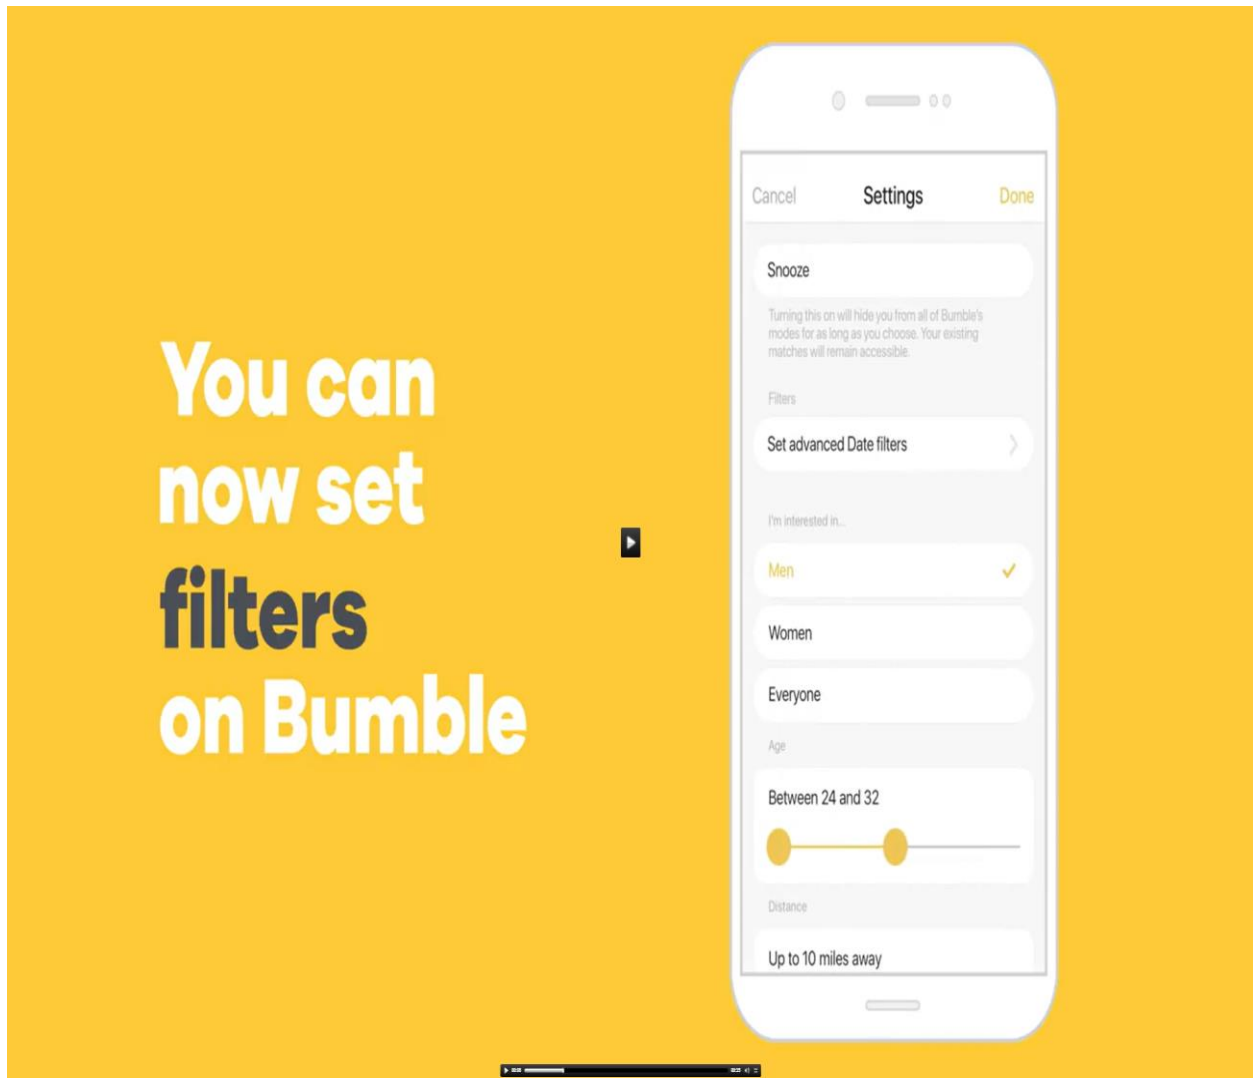 You can
now set
filters
on Bumble
Cancel Settings Done
Snooze
Turning this on will hide you from all of Bumble's
modes for as long as you choose. Your existing
matches will remain accessible.
Filters
Set advanced Date filters
I'm interested in...
Men
Women
Everyone
Age
Between 24 and 32
Distance
Up to 10 miles away